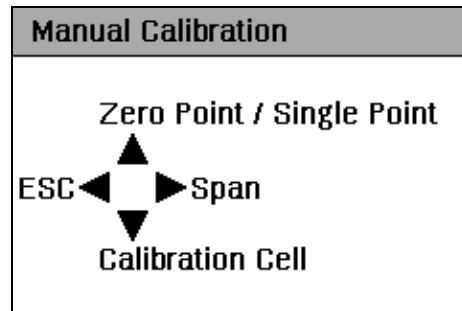 Manual Calibration
Zero Point / Single Point
ESC Span
Calibration Cell